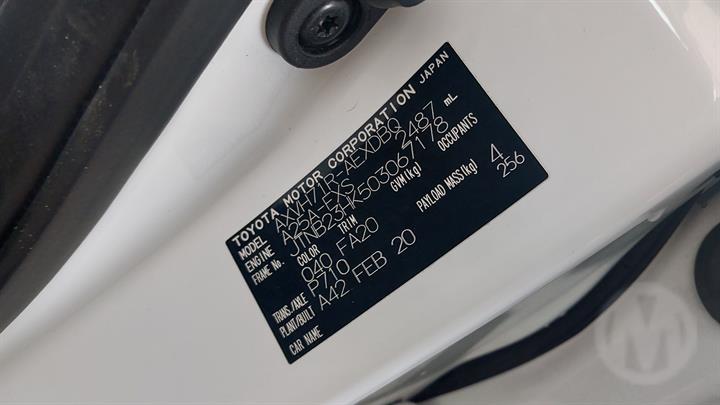 TOYOTA MOTOR CORPORATION JAPAN
MODEL AXVH71R-AEXDBQ
ENGINE A25A-FXS 2487 mL
FRAME No. JTNB23HK503067178
COLOR TRIM GVM(kg) OCCUPANTS
040 FA20 4
TRANS./AXLE P710 PAYLOAD MASS(kg) 256
PLANT/BUILT A42 FEB 20
CAR NAME
M